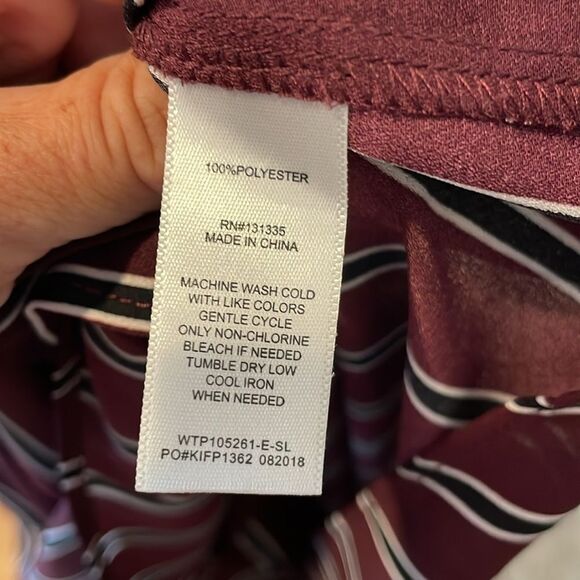 100%POLYESTER
RN#131335
MADE IN CHINA
MACHINE WASH COLD
WITH LIKE COLORS
GENTLE CYCLE
ONLY NON-CHLORINE
BLEACH IF NEEDED
TUMBLE DRY LOW
COOL IRON
WHEN NEEDED
WTP105261-E-SL
PO#KIFP1362 082018